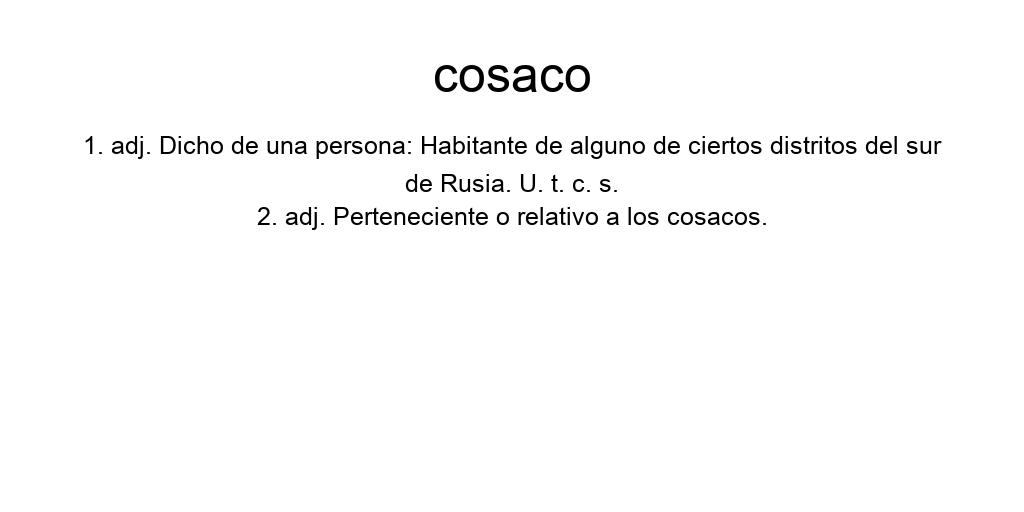 cosaco
1. adj. Dicho de una persona: Habitante de alguno de ciertos distritos del sur
de Rusia. U. t. c. s.
2. adj. Perteneciente o relativo a los cosacos.